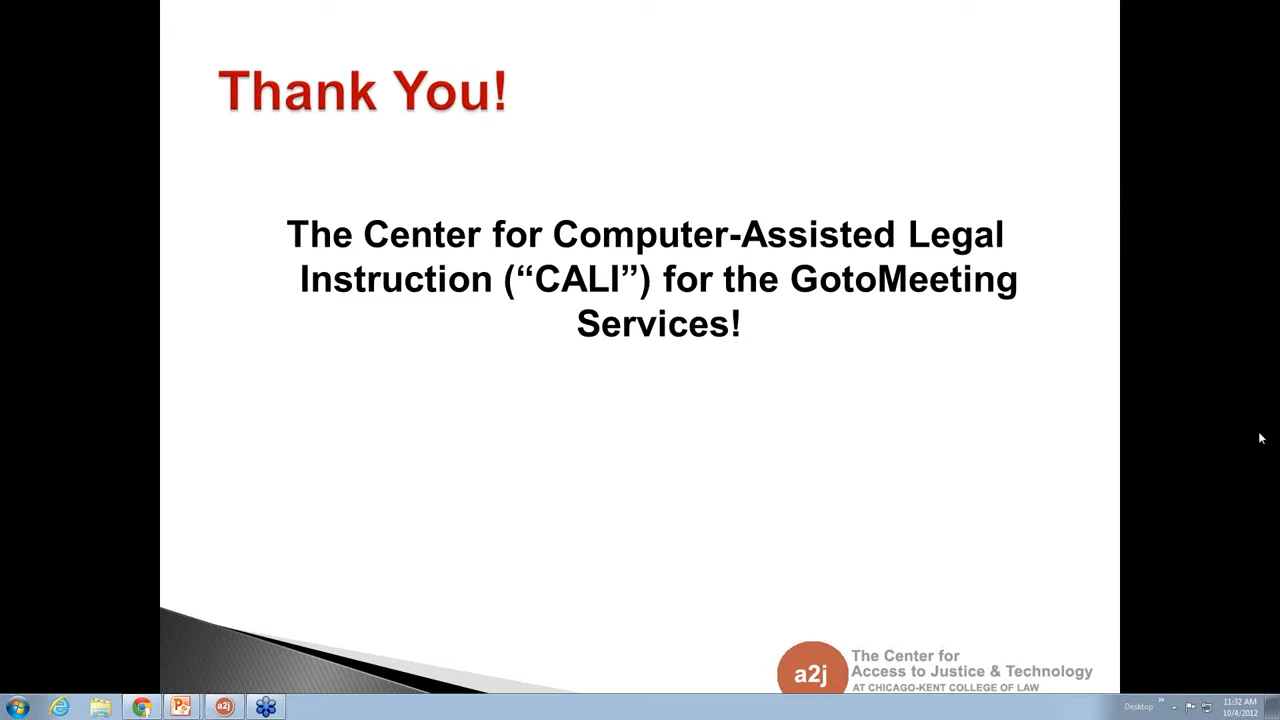 Thank You!
The Center for Computer-Assisted Legal
Instruction (“CALI”) for the GotoMeeting
Services!
a2j
The Center for
Access to Justice & Technology
AT CHICAGO-KENT COLLEGE OF LAW
a2j
Desktop
11:32 AM
10/4/2012